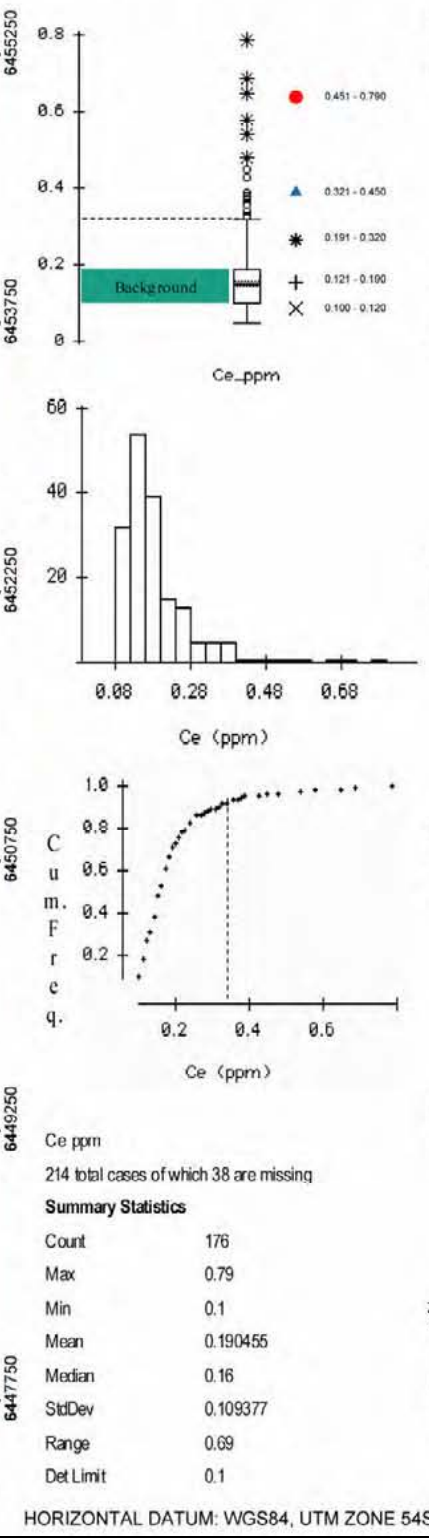 6455250
6453750
6452250
6450750
6449250
6447750
0.8
0.6
0.4
0.2
0
Background
0.451 - 0.790
0.321 - 0.450
0.191 - 0.320
0.121 - 0.190
0.100 - 0.120
Ce_ppm
60
40
20
0.08 0.28 0.48 0.68
Ce (ppm)
Cum. Freq.
1.0
0.8
0.6
0.4
0.2
0.2 0.4 0.6
Ce (ppm)
Ce ppm
214 total cases of which 38 are missing
Summary Statistics
Count 176
Max 0.79
Min 0.1
Mean 0.190455
Median 0.16
StdDev 0.109377
Range 0.69
Det Limit 0.1
HORIZONTAL DATUM: WGS84, UTM ZONE 54S